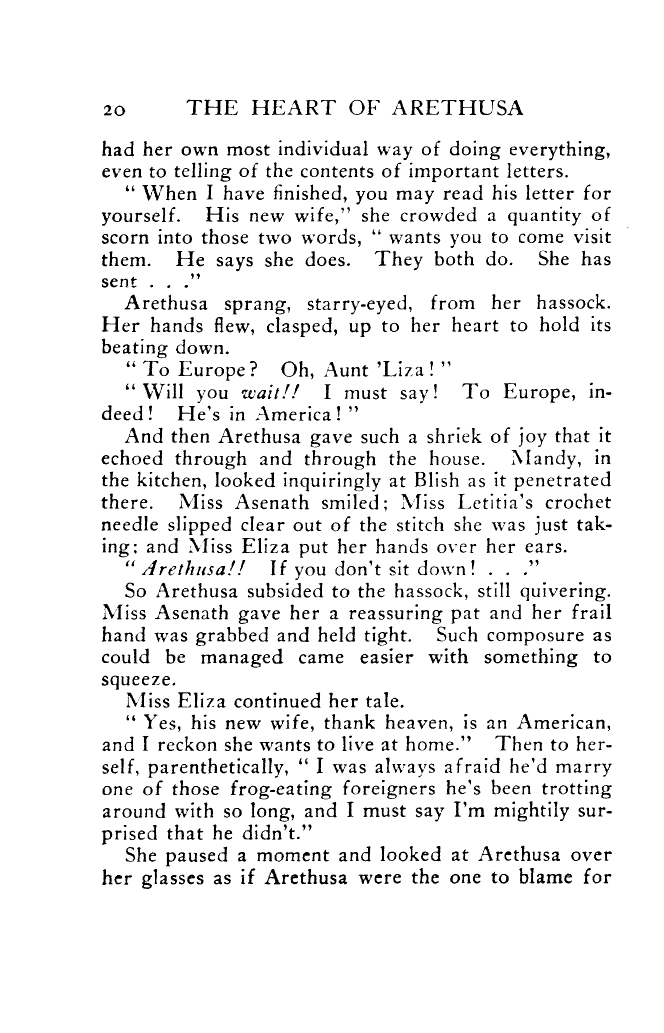 20 THE HEART OF ARETHUSA
had her own most individual way of doing everything,
even to telling of the contents of important letters.
“ When I have finished, you may read his letter for
yourself. His new wife,” she crowded a quantity of
scorn into those two words, “ wants you to come visit
them. He says she does. They both do. She has
sent . . .”
Arethusa sprang, starry-eyed, from her hassock.
Her hands flew, clasped, up to her heart to hold its
beating down.
“ To Europe? Oh, Aunt ’Liza! ”
“ Will you wait!! I must say! To Europe, in-
deed! He’s in America! ”
And then Arethusa gave such a shriek of joy that it
echoed through and through the house. Mandy, in
the kitchen, looked inquiringly at Blish as it penetrated
there. Miss Asenath smiled; Miss Letitia’s crochet
needle slipped clear out of the stitch she was just tak-
ing; and Miss Eliza put her hands over her ears.
“ Arethusa!! If you don’t sit down! . . .”
So Arethusa subsided to the hassock, still quivering.
Miss Asenath gave her a reassuring pat and her frail
hand was grabbed and held tight. Such composure as
could be managed came easier with something to
squeeze.
Miss Eliza continued her tale.
“ Yes, his new wife, thank heaven, is an American,
and I reckon she wants to live at home.” Then to her-
self, parenthetically, “ I was always afraid he’d marry
one of those frog-eating foreigners he’s been trotting
around with so long, and I must say I’m mightily sur-
prised that he didn’t.”
She paused a moment and looked at Arethusa over
her glasses as if Arethusa were the one to blame for